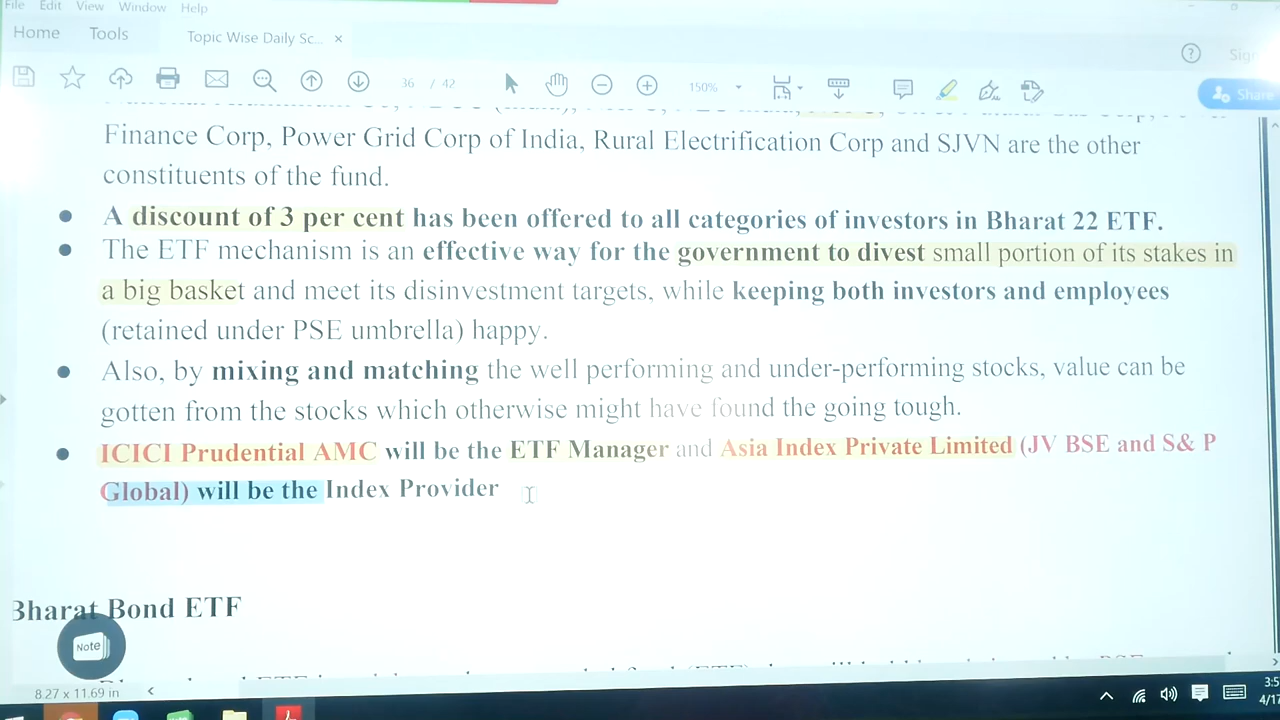 File Edit View Window Help
Home Tools Topic Wise Daily Sc... ×
36 / 42 150% Share
Finance Corp, Power Grid Corp of India, Rural Electrification Corp and SJVN are the other
constituents of the fund.
• A discount of 3 per cent has been offered to all categories of investors in Bharat 22 ETF.
• The ETF mechanism is an effective way for the government to divest small portion of its stakes in
a big basket and meet its disinvestment targets, while keeping both investors and employees
(retained under PSE umbrella) happy.
• Also, by mixing and matching the well performing and under-performing stocks, value can be
gotten from the stocks which otherwise might have found the going tough.
• ICICI Prudential AMC will be the ETF Manager and Asia Index Private Limited (JV BSE and S& P
Global) will be the Index Provider
Bharat Bond ETF
Note
8.27 x 11.69 in
3:5
4/17